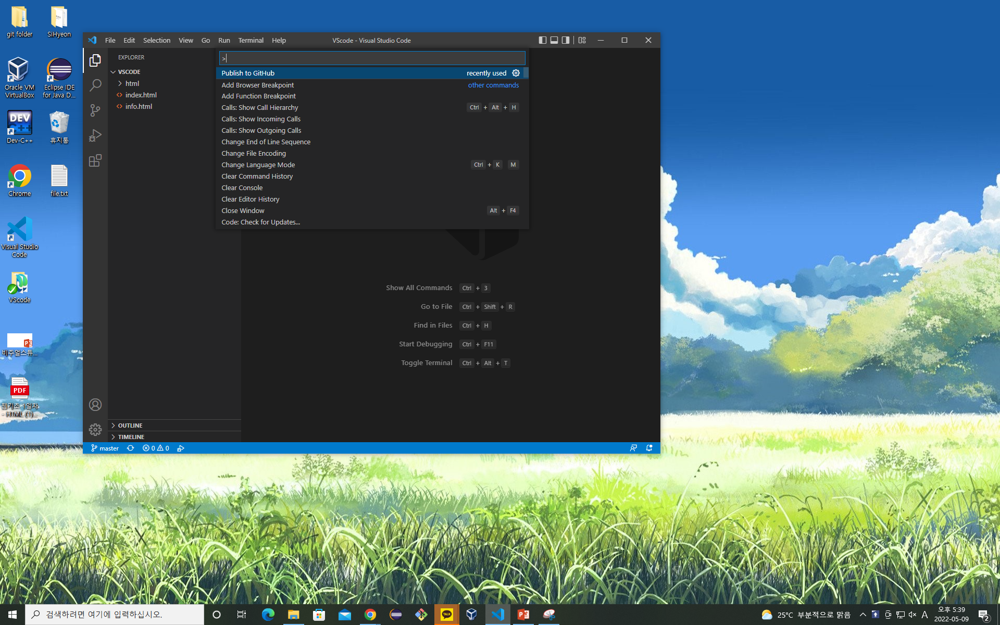 git folder
SiHyeon
Oracle VM
VirtualBox
Eclipse IDE
for Java D...
DEV
C++
Dev-C++
휴지통
Chrome
file.txt
Visual Studio
Code
VScode
비주얼스튜...
PDF
웹기초 1일차
- HTML (1)...
File Edit Selection View Go Run Terminal Help
VScode - Visual Studio Code
EXPLORER
VSCODE
html
index.html
info.html
OUTLINE
TIMELINE
>
Publish to GitHub recently used
Add Browser Breakpoint other commands
Add Function Breakpoint
Calls: Show Call Hierarchy Ctrl + Alt + H
Calls: Show Incoming Calls
Calls: Show Outgoing Calls
Change End of Line Sequence
Change File Encoding
Change Language Mode Ctrl + K M
Clear Command History
Clear Console
Clear Editor History
Close Window Alt + F4
Code: Check for Updates...
Show All Commands Ctrl + 3
Go to File Ctrl + Shift + R
Find in Files Ctrl + H
Start Debugging Ctrl + F11
Toggle Terminal Ctrl + Alt + T
master 0 0
검색하려면 여기에 입력하십시오.
TALK
25°C 부분적으로 맑음
A
오후 5:39
2022-05-09
2